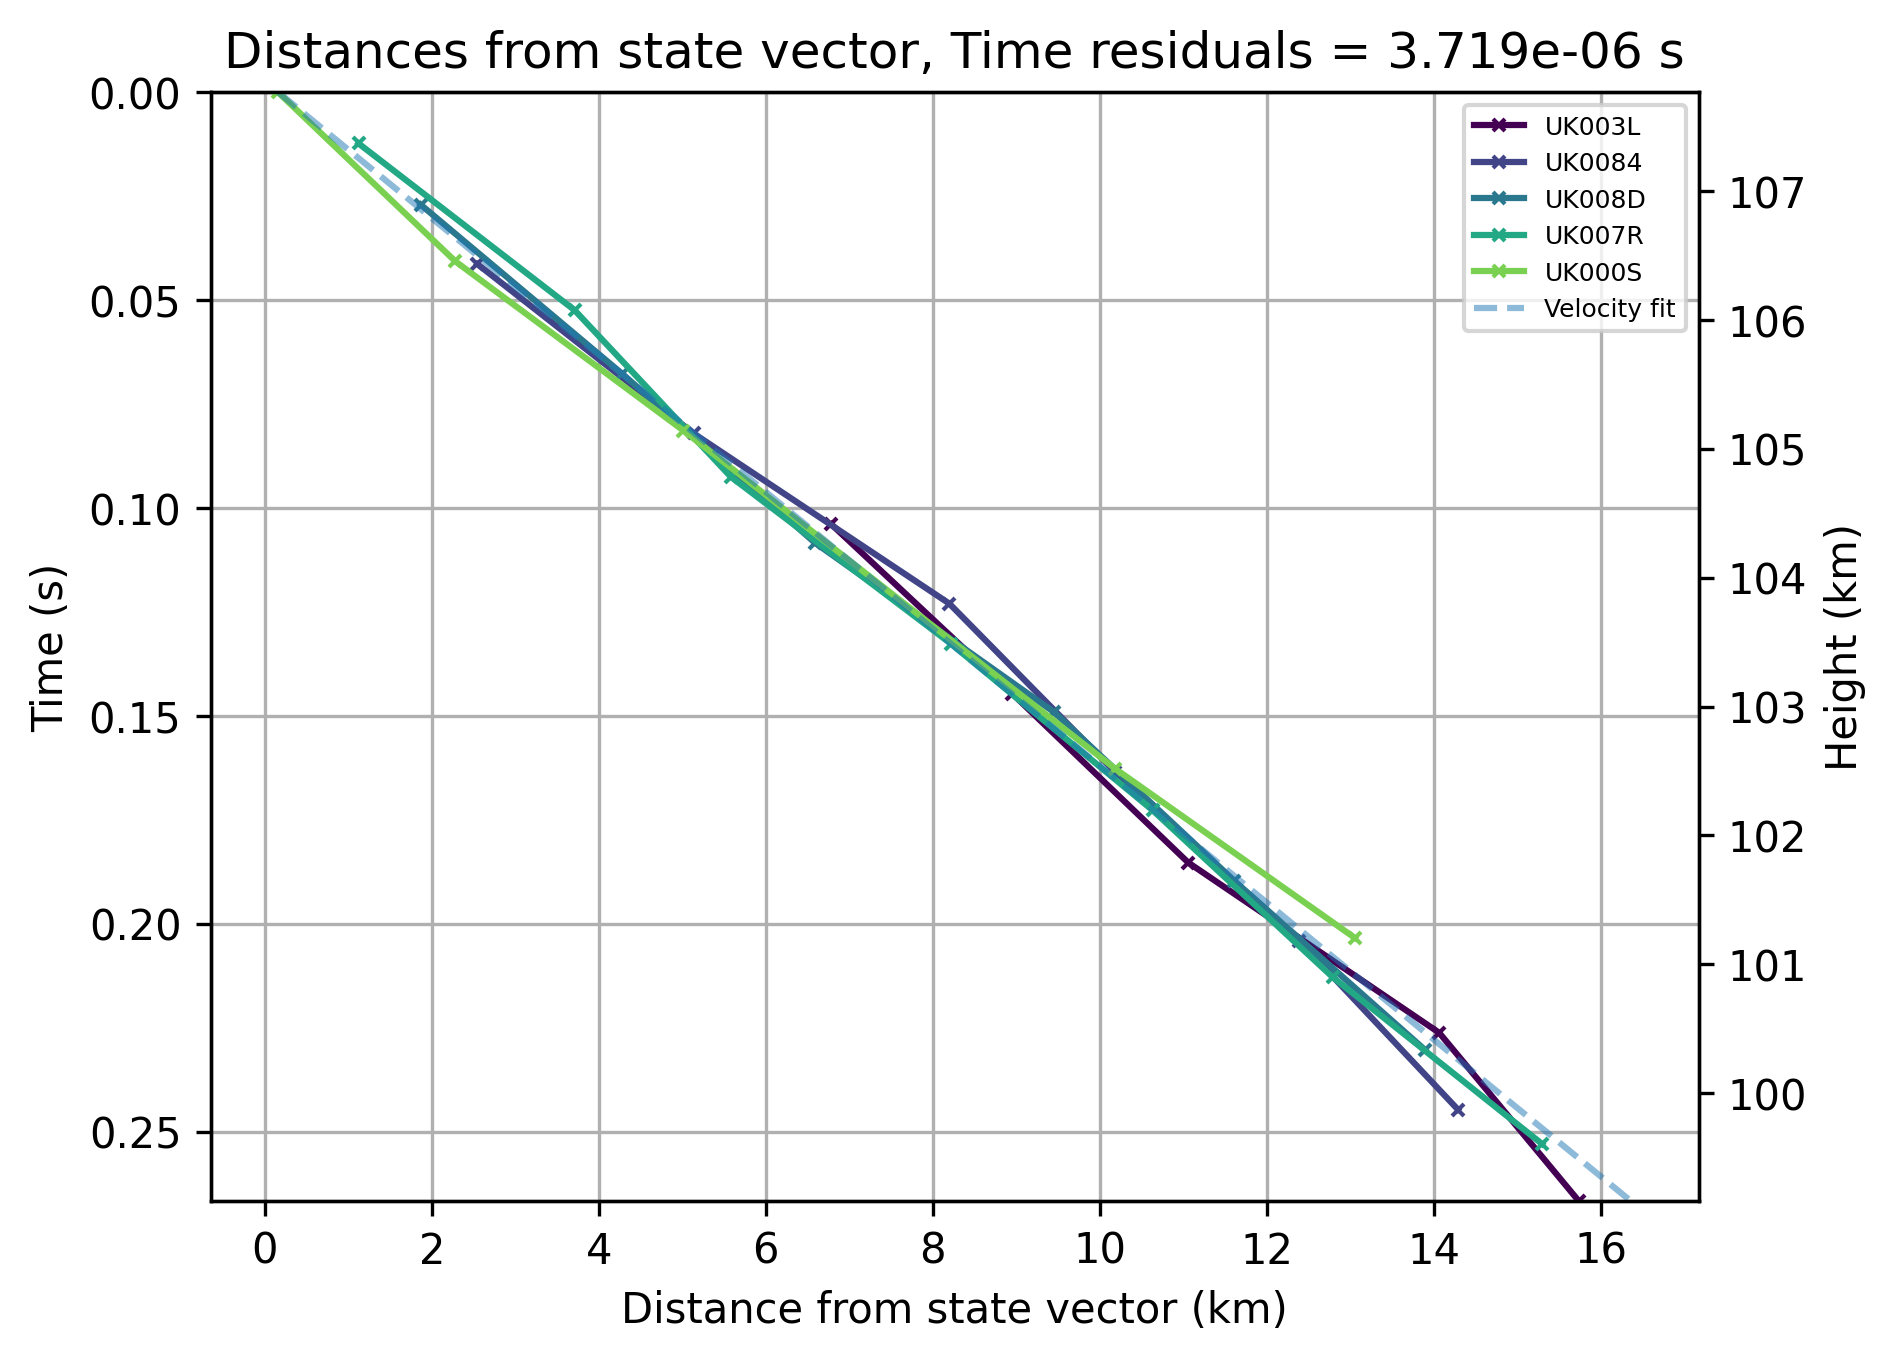 Distances from state vector, Time residuals = 3.719e-06 s
0.00
0.05
0.10
0.15
0.20
0.25
Time (s)
UK003L
UK0084
UK008D
UK007R
UK000S
Velocity fit
107
106
105
104
103
102
101
100
Height (km)
0 2 4 6 8 10 12 14 16
Distance from state vector (km)